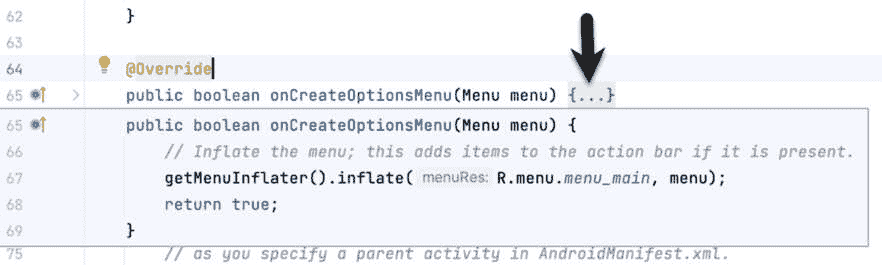 62 }
63
64 @Override
65 public boolean onCreateOptionsMenu(Menu menu) {...}
65 public boolean onCreateOptionsMenu(Menu menu) {
66 // Inflate the menu; this adds items to the action bar if it is present.
67 getMenuInflater().inflate( menuRes: R.menu.menu_main, menu);
68 return true;
69 }
75 // as you specify a parent activity in AndroidManifest.xml.